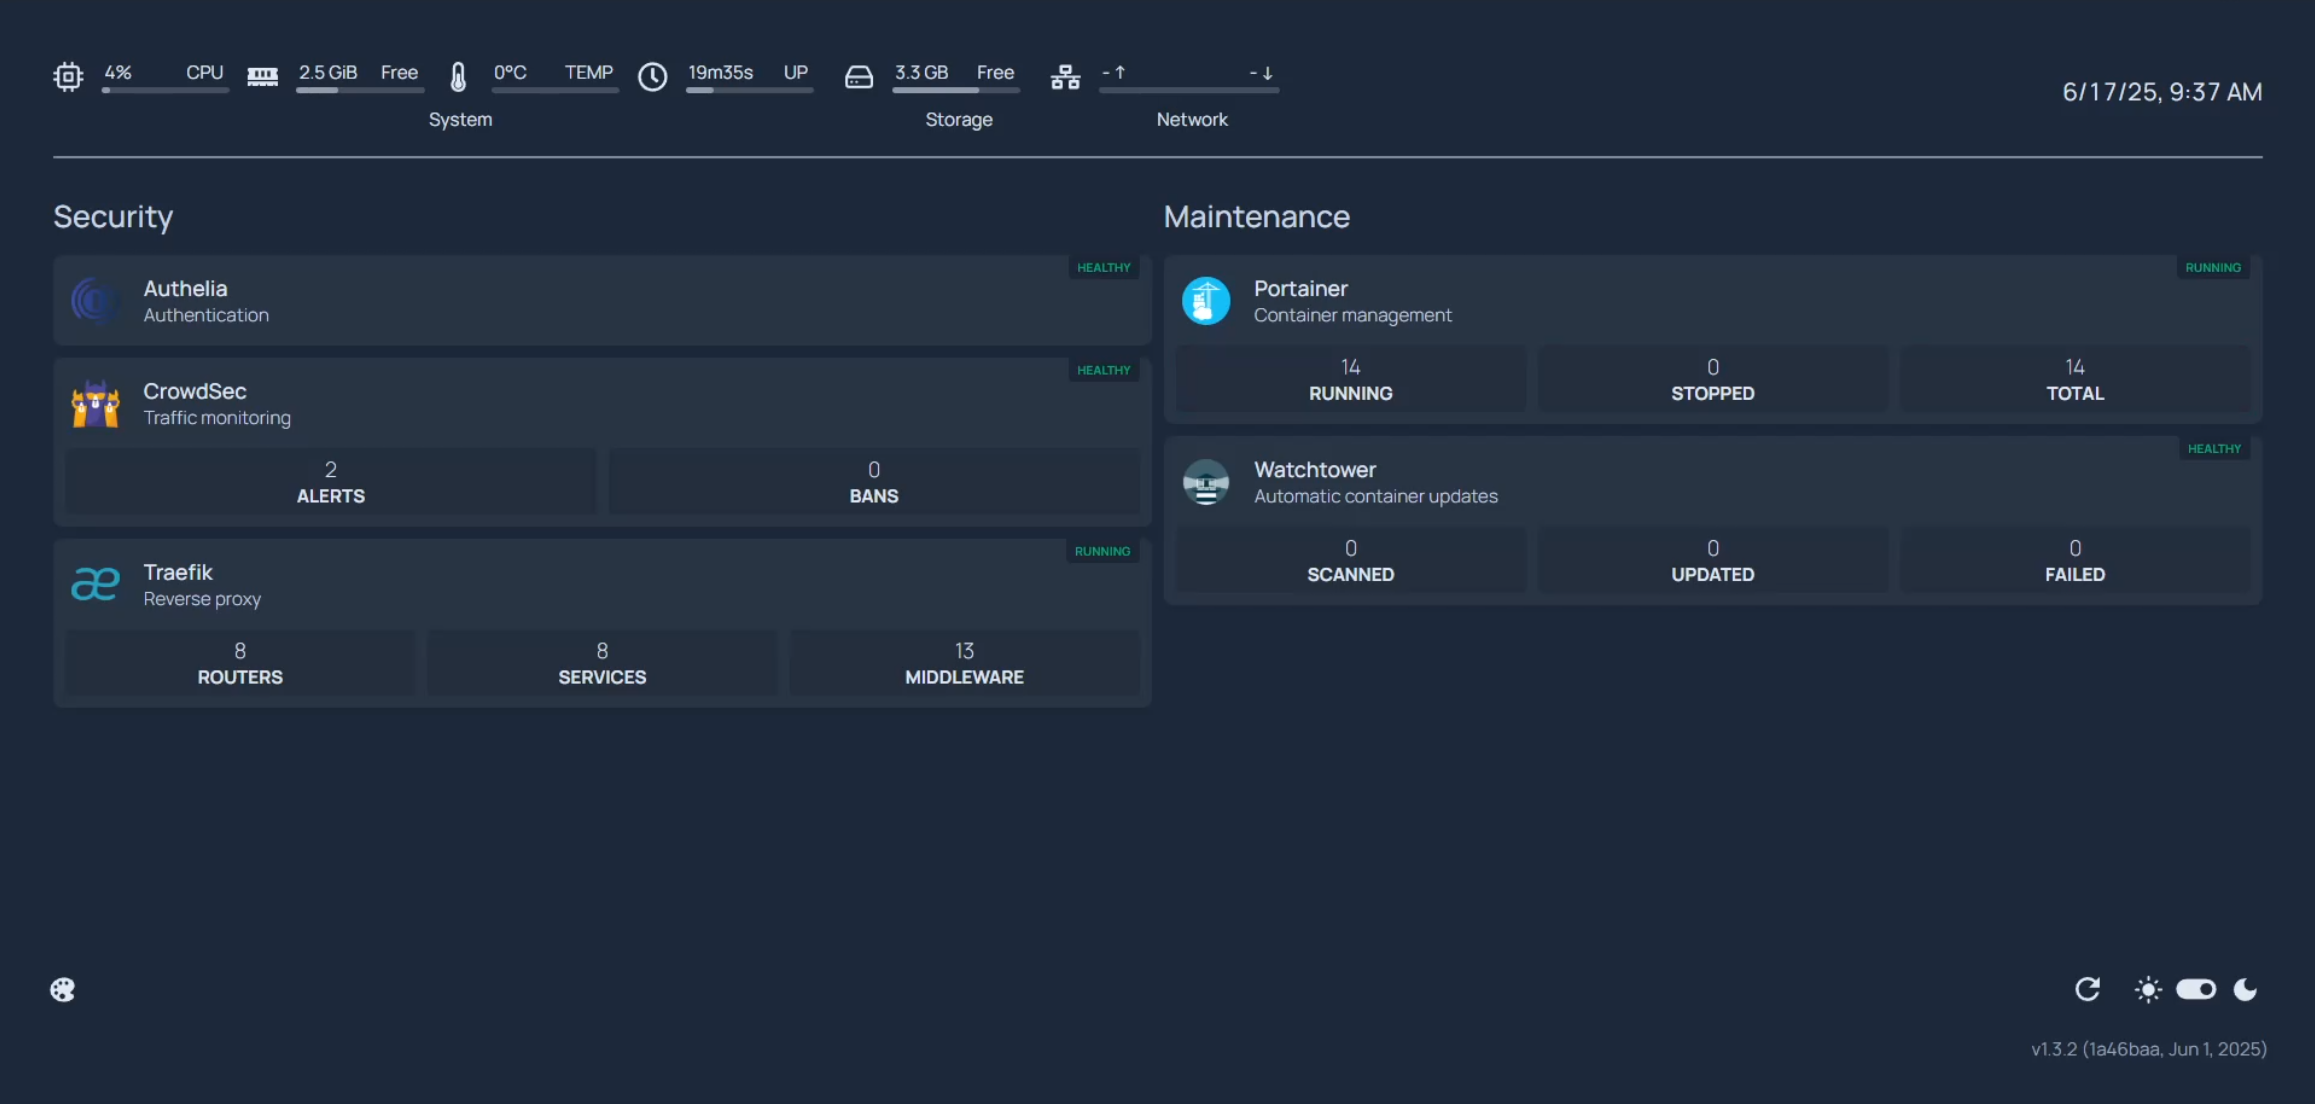 4% CPU 2.5 GiB Free 0°C TEMP 19m35s UP 3.3 GB Free - ↑ - ↓
System Storage Network
6/17/25, 9:37 AM
Security
HEALTHY
Authelia
Authentication
HEALTHY
CrowdSec
Traffic monitoring
2 0
ALERTS BANS
RUNNING
Traefik
Reverse proxy
8 8 13
ROUTERS SERVICES MIDDLEWARE
Maintenance
RUNNING
Portainer
Container management
14 0 14
RUNNING STOPPED TOTAL
HEALTHY
Watchtower
Automatic container updates
0 0 0
SCANNED UPDATED FAILED
v1.3.2 (1a46baa, Jun 1, 2025)